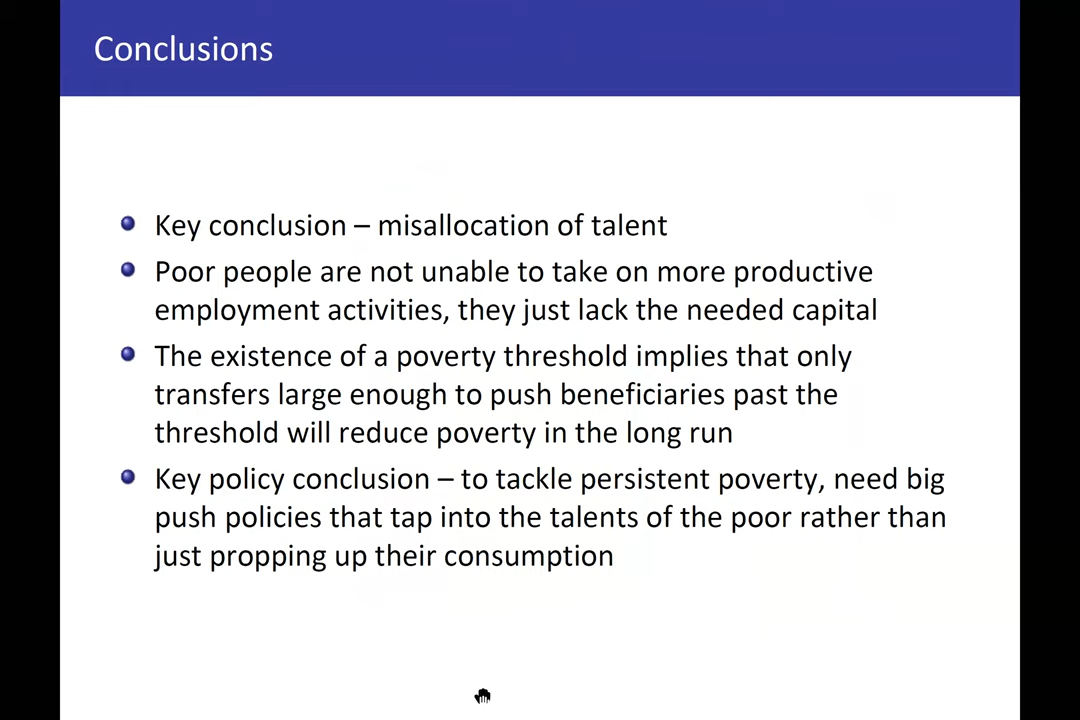 Conclusions
Key conclusion – misallocation of talent
Poor people are not unable to take on more productive
employment activities, they just lack the needed capital
The existence of a poverty threshold implies that only
transfers large enough to push beneficiaries past the
threshold will reduce poverty in the long run
Key policy conclusion – to tackle persistent poverty, need big
push policies that tap into the talents of the poor rather than
just propping up their consumption